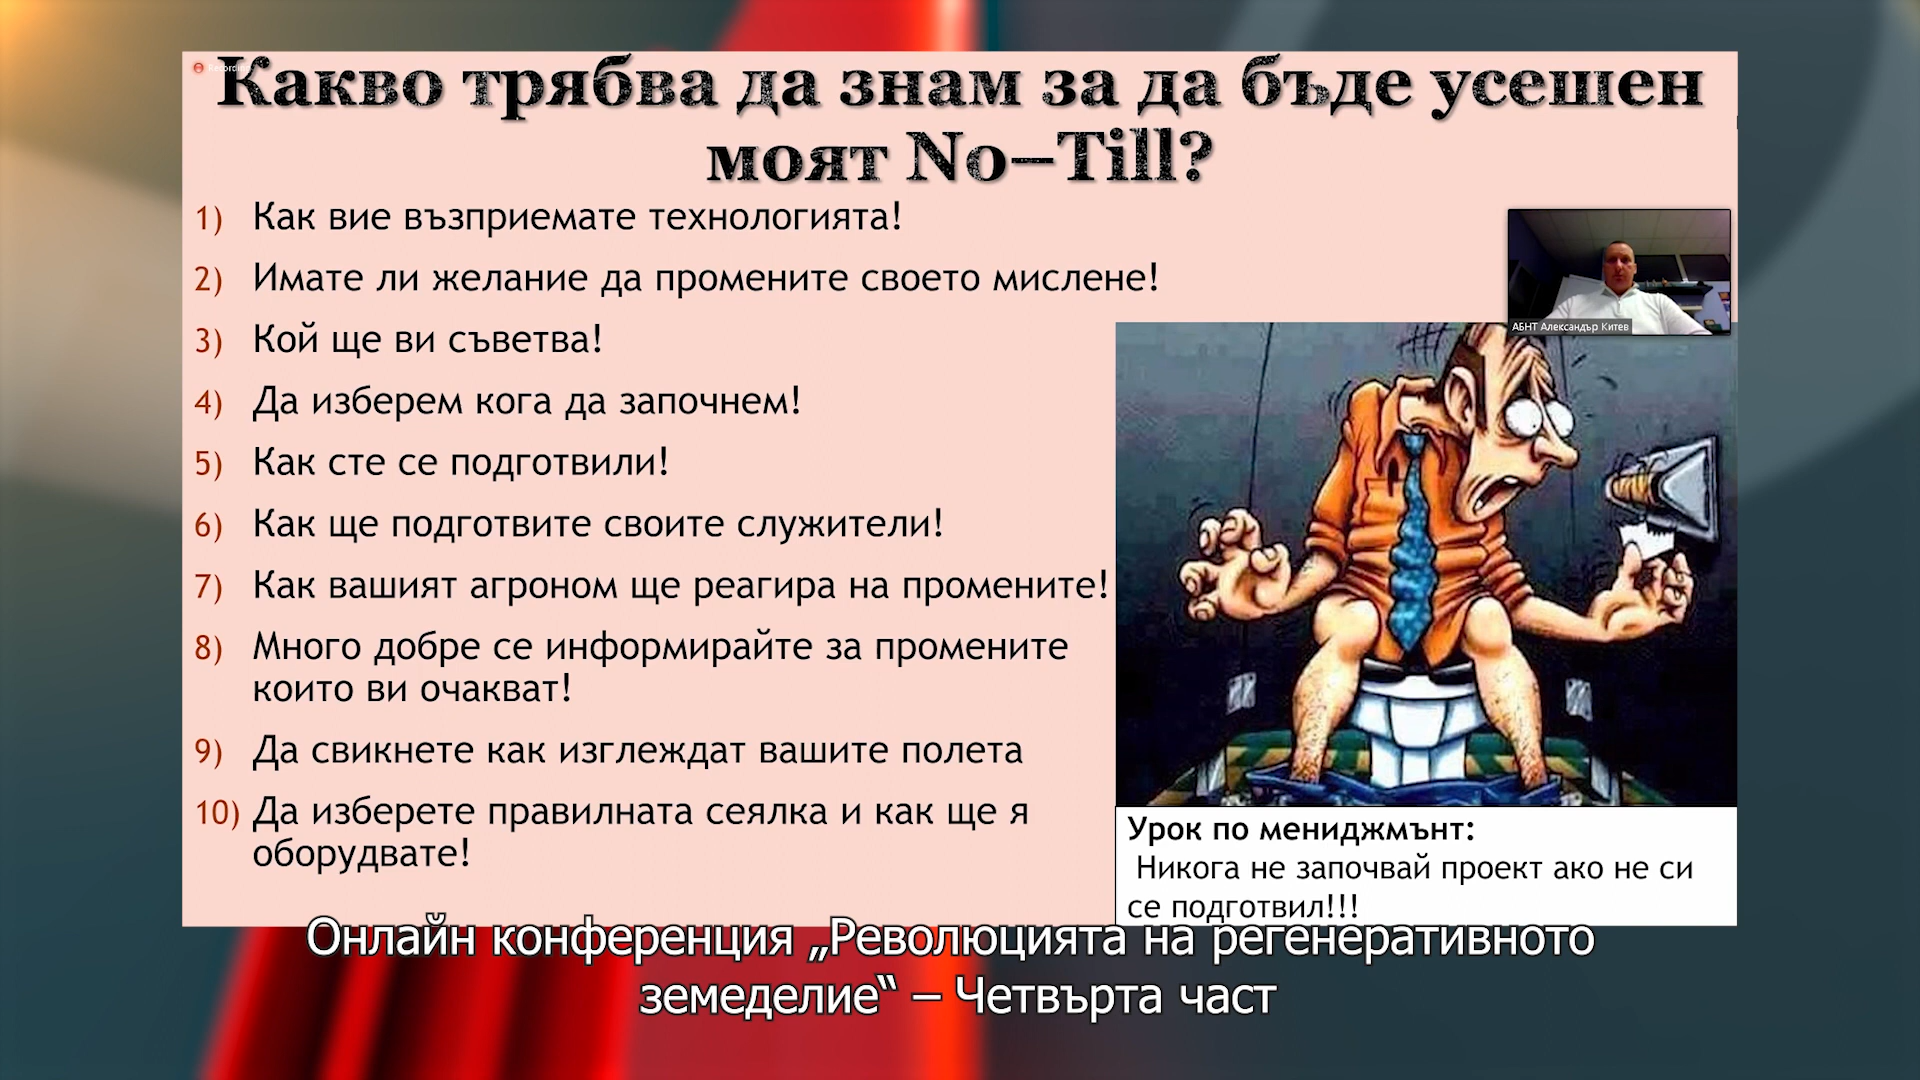 Recording
Какво трябва да знам за да бъде усешен
моят No–Till?
1) Как вие възприемате технологията!
2) Имате ли желание да промените своето мислене!
3) Кой ще ви съветва!
4) Да изберем кога да започнем!
5) Как сте се подготвили!
6) Как ще подготвите своите служители!
7) Как вашият агроном ще реагира на промените!
8) Много добре се информирайте за промените
които ви очакват!
9) Да свикнете как изглеждат вашите полета
10) Да изберете правилната сеялка и как ще я
оборудвате!
АБНТ Александър Китев
Урок по мениджмънт:
Никога не започвай проект ако не си
се подготвил!!!
Онлайн конференция „Революцията на регенеративното
земеделие“ – Четвърта част